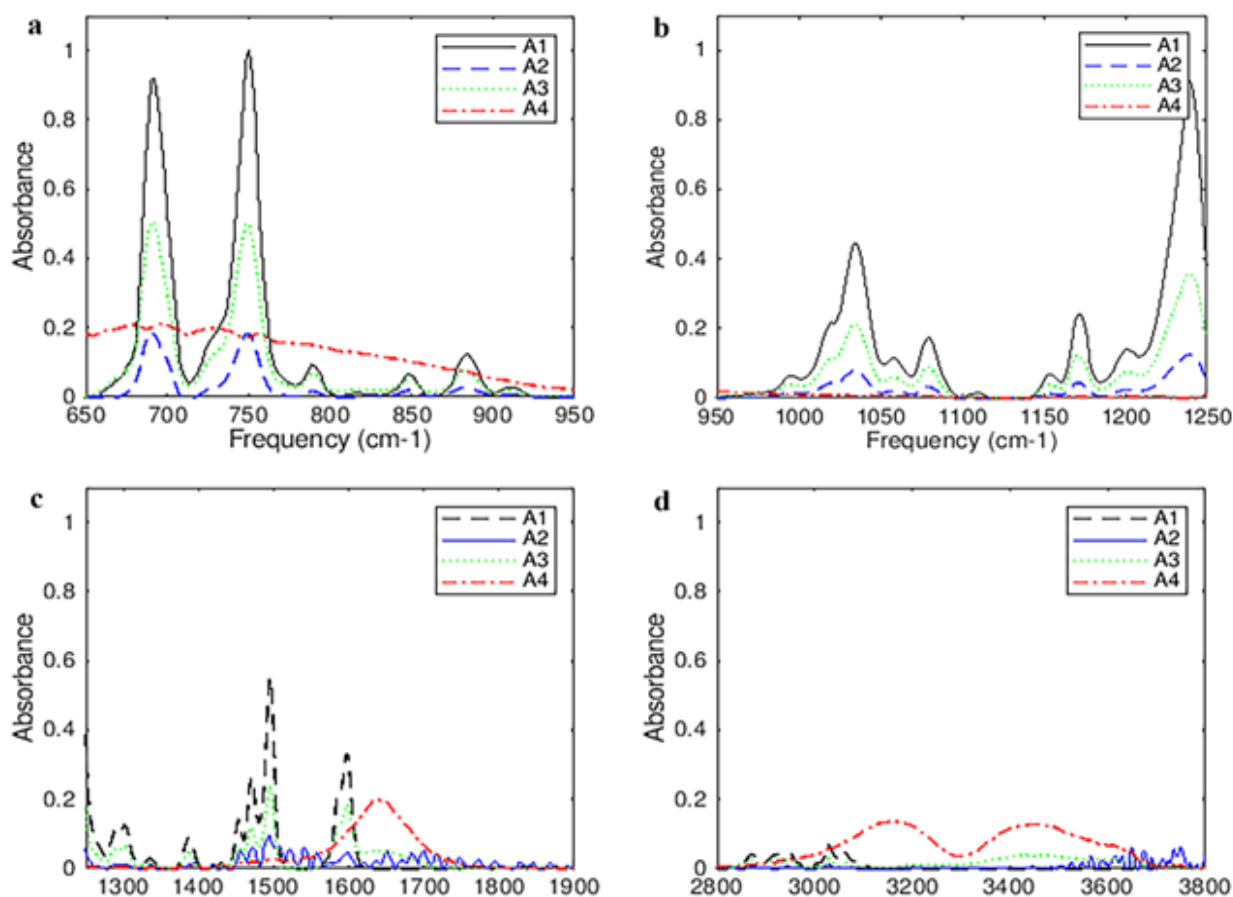 a
A1
A2
A3
A4
Absorbance
1
0.8
0.6
0.4
0.2
0
650 700 750 800 850 900 950
Frequency (cm-1)
b
A1
A2
A3
A4
Absorbance
1
0.8
0.6
0.4
0.2
0
950 1000 1050 1100 1150 1200 1250
Frequency (cm-1)
c
A1
A2
A3
A4
Absorbance
1
0.8
0.6
0.4
0.2
0
1300 1400 1500 1600 1700 1800 1900
d
A1
A2
A3
A4
Absorbance
1
0.8
0.6
0.4
0.2
0
2800 3000 3200 3400 3600 3800